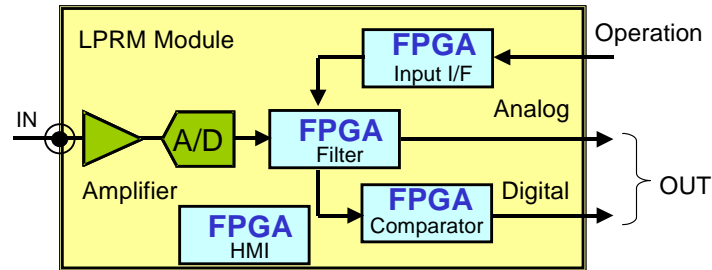 LPRM Module
FPGA
Input I/F
Operation
IN
A/D
FPGA
Filter
Analog
Amplifier
FPGA
Comparator
Digital
OUT
FPGA
HMI